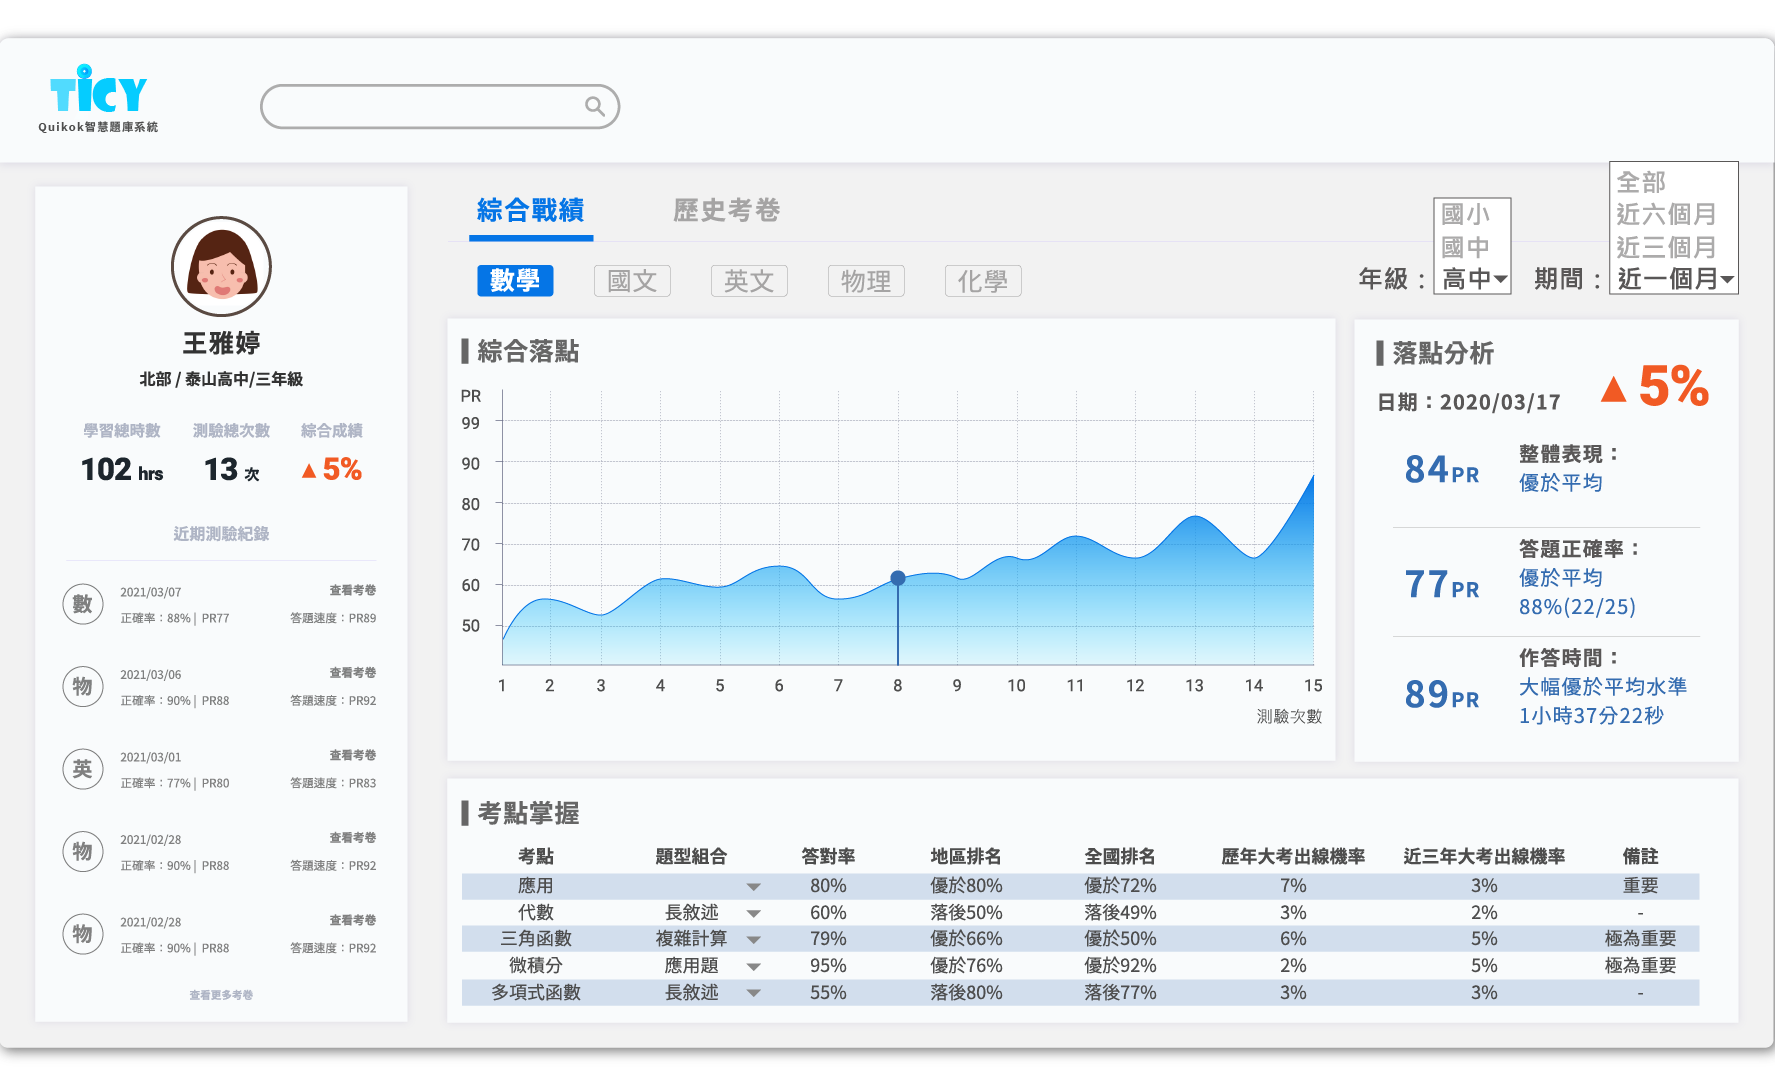 TiCY
Quikok智慧題庫系統
王雅婷
北部 / 泰山高中/三年級
學習總時數 測驗總次數 綜合成績
102 hrs 13 次 ▲5%
近期測驗紀錄
數 2021/03/07 查看考卷
正確率：88% | PR77 答題速度：PR89
物 2021/03/06 查看考卷
正確率：90% | PR88 答題速度：PR92
英 2021/03/01 查看考卷
正確率：77% | PR80 答題速度：PR83
物 2021/02/28 查看考卷
正確率：90% | PR88 答題速度：PR92
物 2021/02/28 查看考卷
正確率：90% | PR88 答題速度：PR92
查看更多考卷
綜合戰績 歷史考卷
數學 國文 英文 物理 化學
年級：
國小
國中
高中
期間：
全部
近六個月
近三個月
近一個月
綜合落點
PR
99
90
80
70
60
50
1 2 3 4 5 6 7 8 9 10 11 12 13 14 15
測驗次數
落點分析
日期：2020/03/17 ▲5%
84PR
整體表現：
優於平均
77PR
答題正確率：
優於平均
88%(22/25)
89PR
作答時間：
大幅優於平均水準
1小時37分22秒
考點掌握
考點 題型組合 答對率 地區排名 全國排名 歷年大考出線機率 近三年大考出線機率 備註
應用 80% 優於80% 優於72% 7% 3% 重要
代數 長敘述 60% 落後50% 落後49% 3% 2% -
三角函數 複雜計算 79% 優於66% 優於50% 6% 5% 極為重要
微積分 應用題 95% 優於76% 優於92% 2% 5% 極為重要
多項式函數 長敘述 55% 落後80% 落後77% 3% 3% -